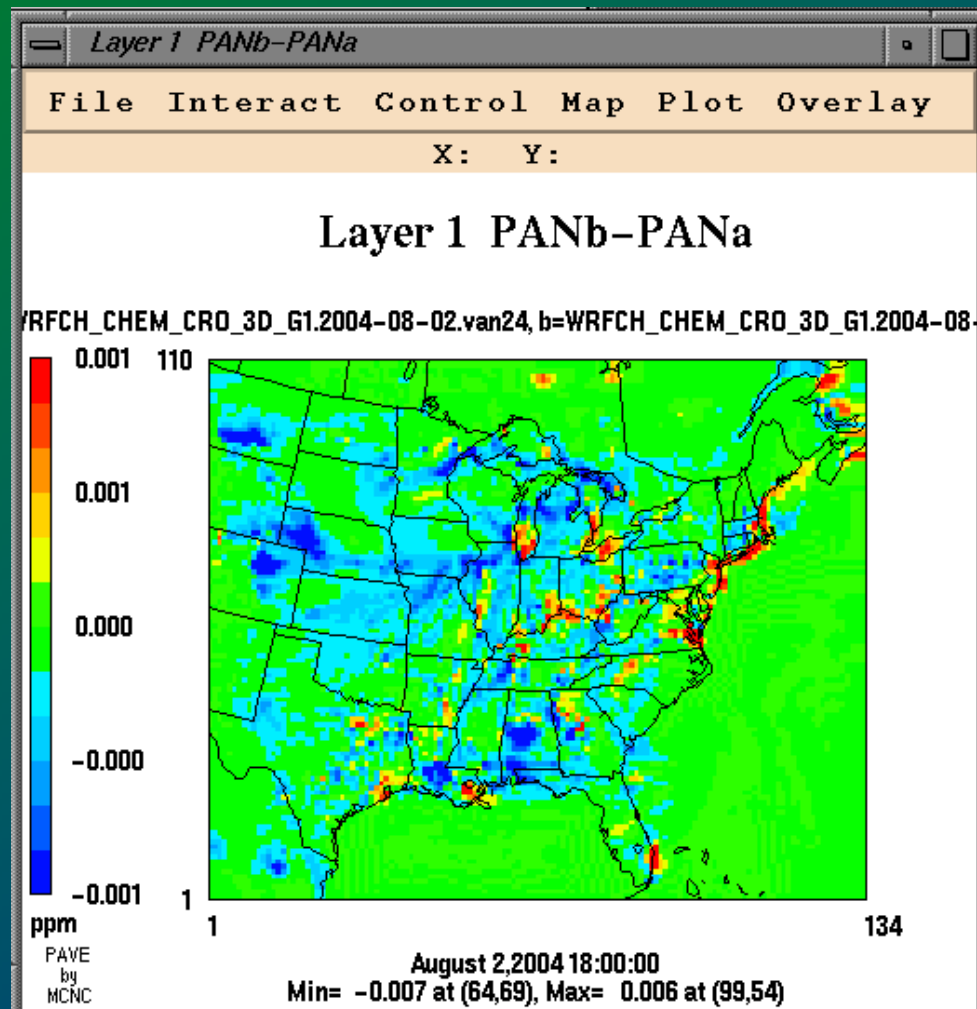 Layer 1 PANb-PANa
File Interact Control Map Plot Overlay
X: Y:
Layer 1 PANb-PANa
RFCH_CHEM_CRO_3D_G1.2004-08-02.van24, b=WRFCH_CHEM_CRO_3D_G1.2004-08-
0.001
110
0.001
0.000
-0.000
-0.001
1
ppm
1
134
PAVE
by
MCNC
August 2,2004 18:00:00
Min= -0.007 at (64,69), Max= 0.006 at (99,54)